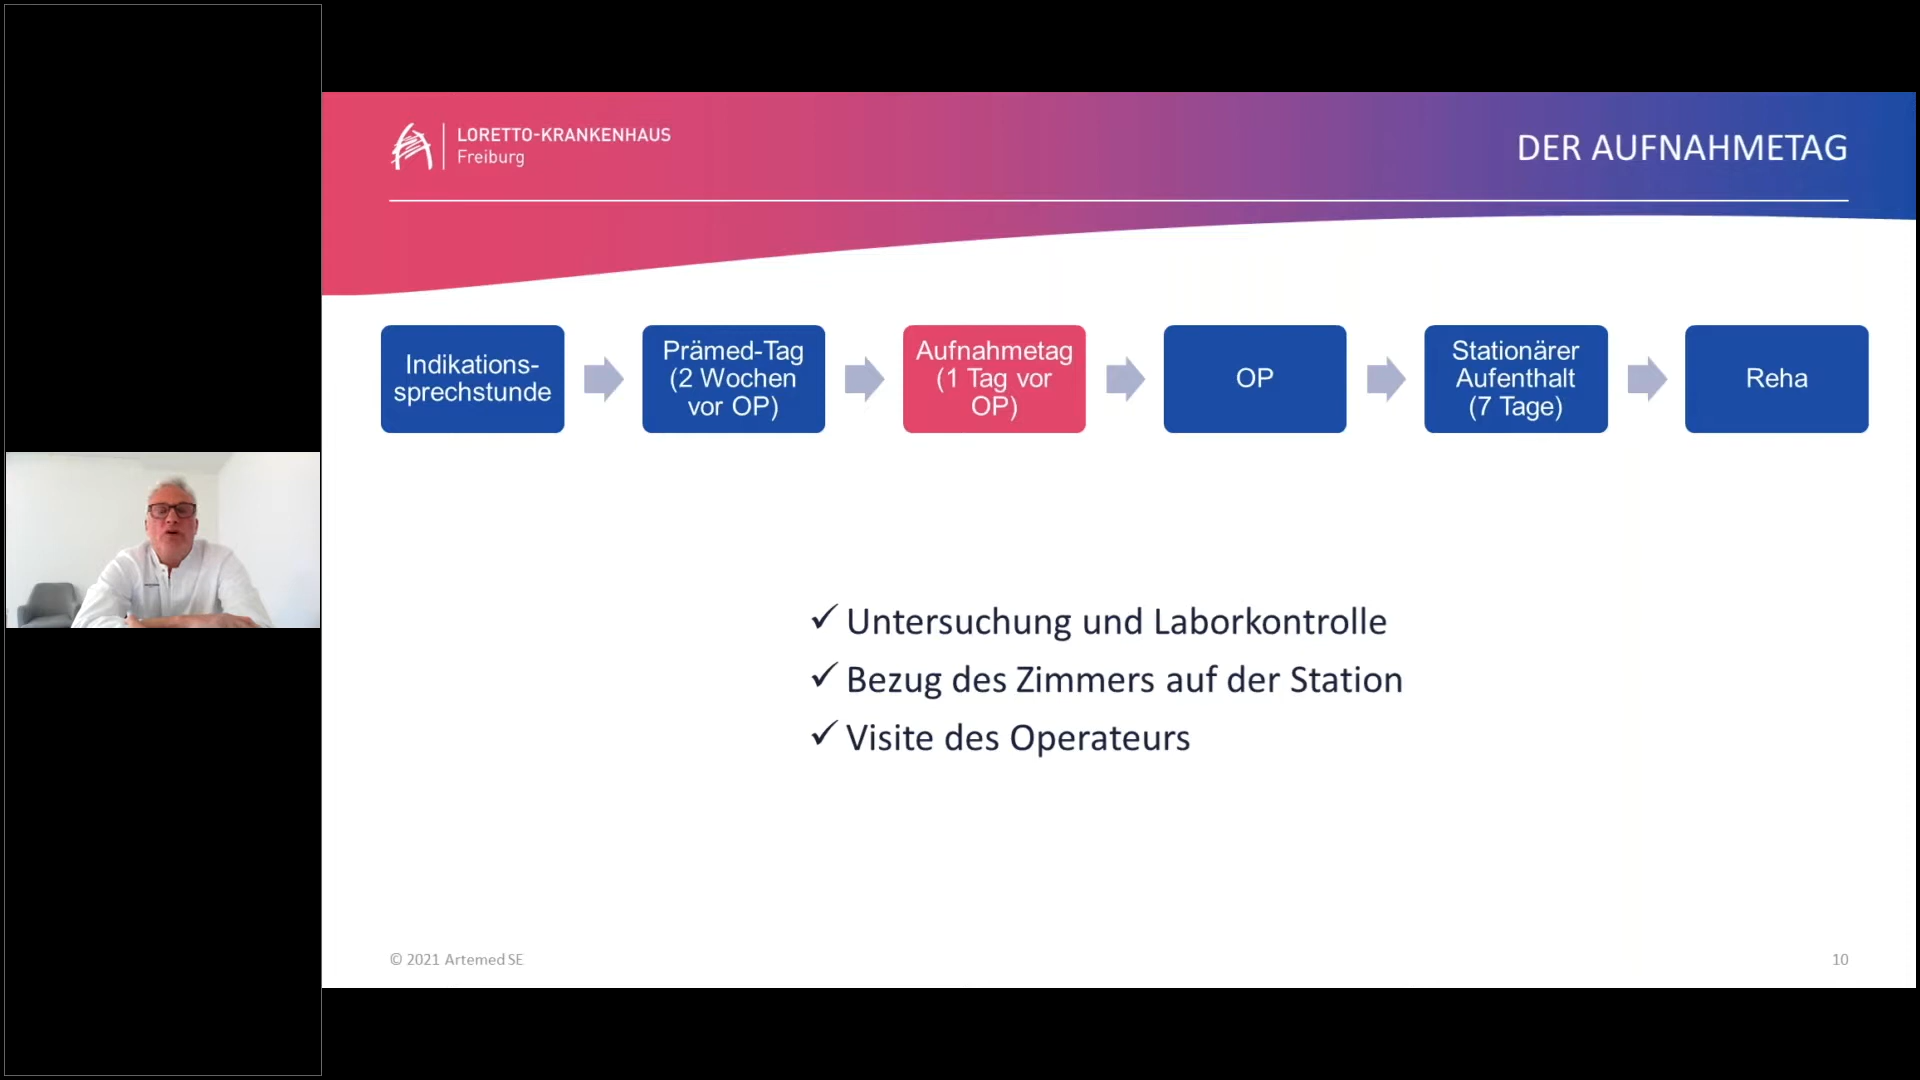 LORETTO-KRANKENHAUS
Freiburg
DER AUFNAHMETAG
Indikations-
sprechstunde
Prämed-Tag
(2 Wochen
vor OP)
Aufnahmetag
(1 Tag vor
OP)
OP
Stationärer
Aufenthalt
(7 Tage)
Reha
✓ Untersuchung und Laborkontrolle
✓ Bezug des Zimmers auf der Station
✓ Visite des Operateurs
© 2021 Artemed SE
10